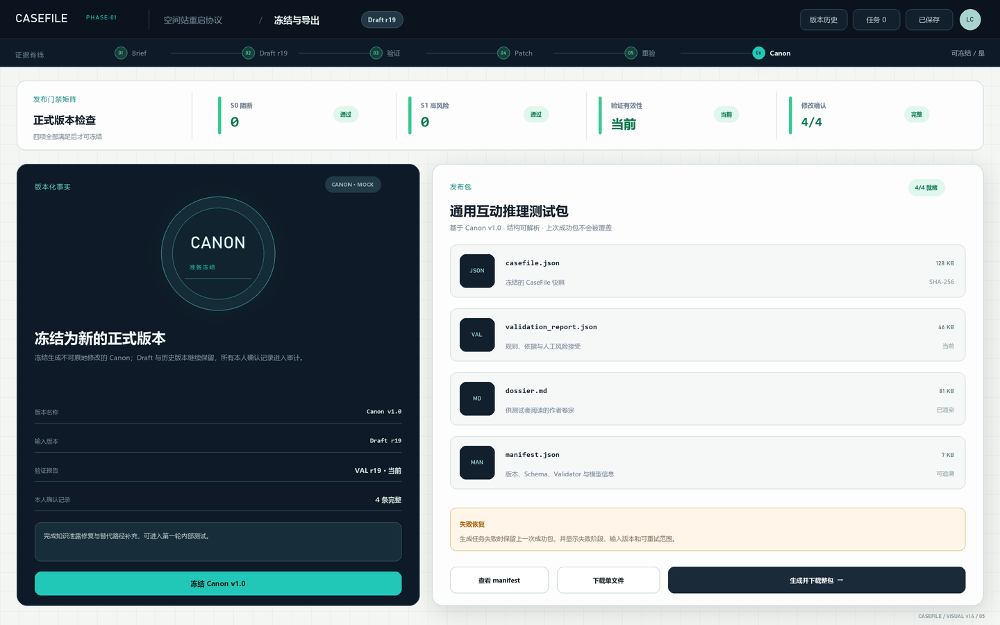 CASEFILE
PHASE·01
空间站重启协议
/
冻结与导出
Draft r19
版本历史
任务 0
已保存
LC
证据脊线
01 Brief
02 Draft r19
03 验证
04 Patch
05 重验
06 Canon
可冻结 / 是
发布门禁矩阵
正式版本检查
四项全部满足后才可冻结
S0 阻断
0
通过
S1 高风险
0
通过
验证有效性
当前
当前
修改确认
4/4
完整
版本化事实
CANON • MOCK
CANON
准备冻结
冻结为新的正式版本
冻结生成不可原地修改的 Canon；Draft 与历史版本继续保留，所有本人确认记录进入审计。
版本名称
Canon v1.0
输入版本
Draft r19
验证报告
VAL r19 • 当前
本人确认记录
4 条完整
完成知识泄露修复与替代路径补充，可进入第一轮内部测试。
冻结 Canon v1.0
发布包
4/4 就绪
通用互动推理测试包
基于 Canon v1.0 · 结构可解析 · 上次成功包不会被覆盖
JSON
casefile.json
128 KB
冻结的 CaseFile 快照
SHA-256
VAL
validation_report.json
46 KB
规则、依据与人工风险接受
当前
MD
dossier.md
81 KB
供测试者阅读的作者卷宗
已渲染
MAN
manifest.json
7 KB
版本、Schema、Validator 与模型信息
可追溯
失败恢复
生成任务失败时保留上一次成功包，并显示失败阶段、输入版本和可重试范围。
查看 manifest
下载单文件
生成并下载整包 →
CASEFILE / VISUAL v1.4 / 05